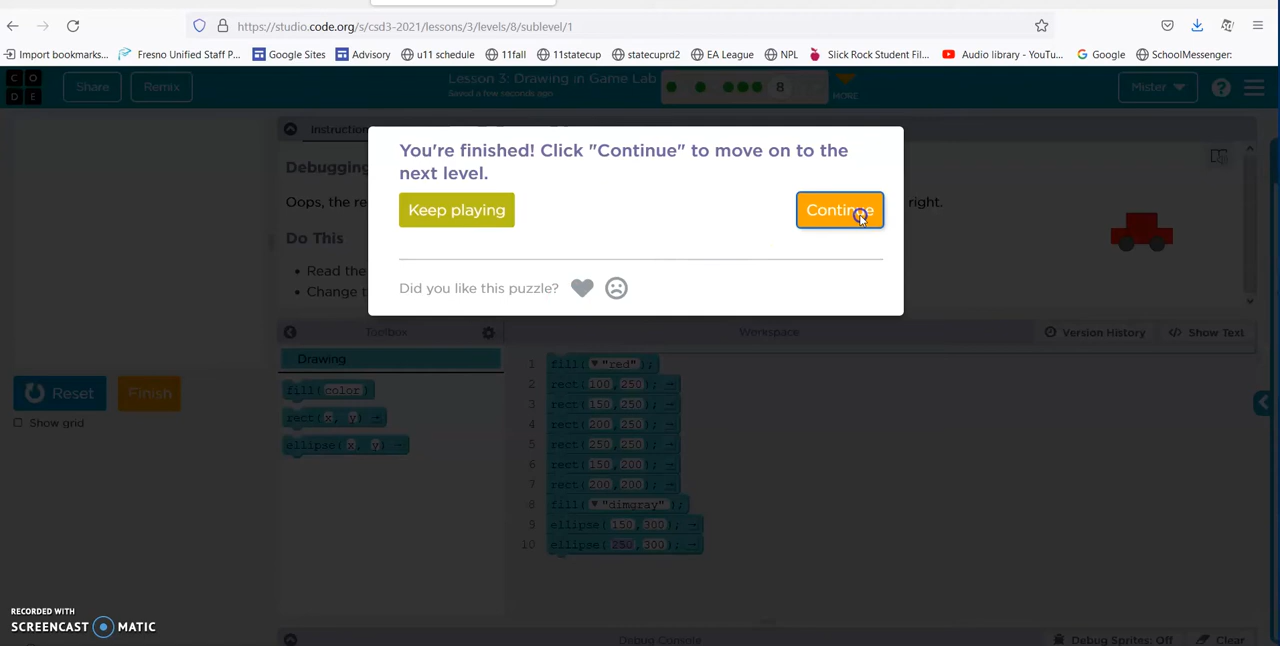 https://studio.code.org/s/csd3-2021/lessons/3/levels/8/sublevel/1
Import bookmarks... Fresno Unified Staff P... Google Sites Advisory u11 schedule 11fall 11statecup statecuprd2 EA League NPL Slick Rock Student Fil... Audio library - YouTu... Google SchoolMessenger:
C O D E Share Remix Lesson 3: Drawing in Game Lab 8 MORE Mister ?
Saved a few seconds ago
Instruction
You're finished! Click "Continue" to move on to the
next level.
Keep playing Continue
Did you like this puzzle?
Debugging
Oops, the re right.
Do This
Read the
Change t
Toolbox Workspace Version History </> Show Text
Drawing
fill(color)
rect(x, y)
ellipse(x, y)
Reset Finish
Show grid
1 fill("red");
2 rect(100,250);
3 rect(150,250);
4 rect(200,250);
5 rect(250,250);
6 rect(150,200);
7 rect(200,200);
8 fill("dimgray");
9 ellipse(150,300);
10 ellipse(250,300);
RECORDED WITH
SCREENCAST MATIC
Debug Console Debug Sprites: Off Clear